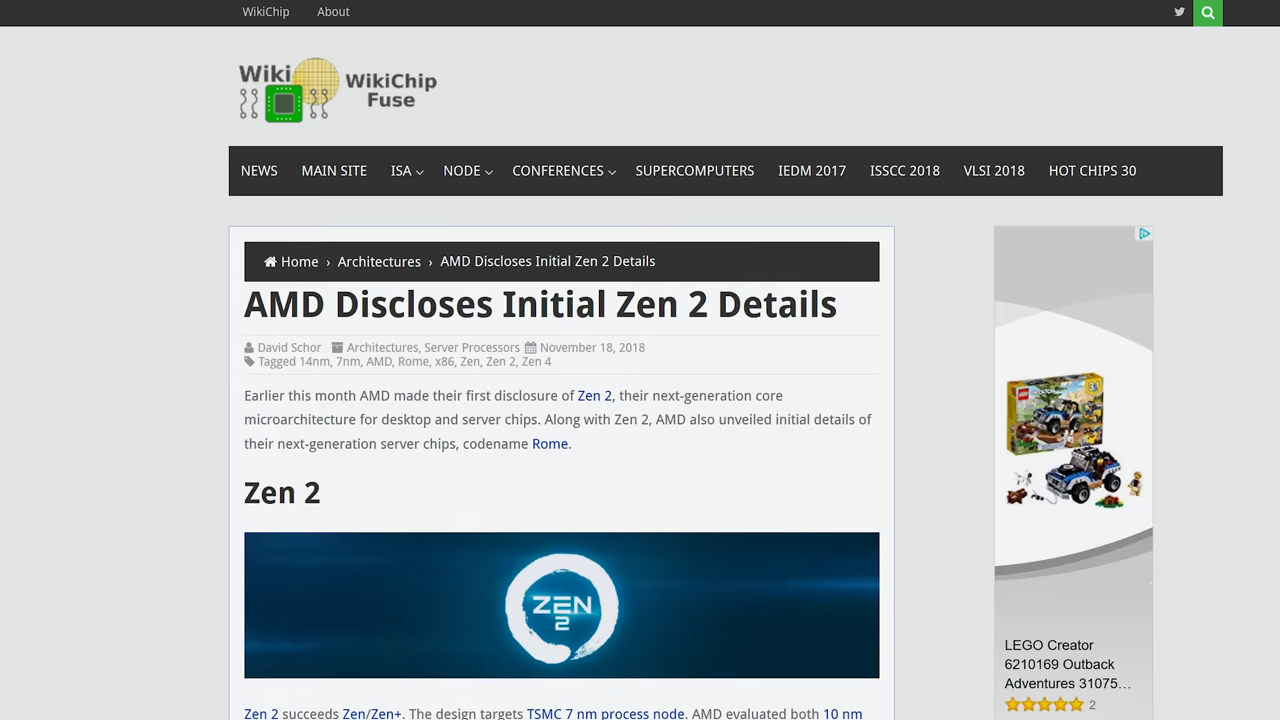 WikiChip About
Wiki
WikiChip
Fuse
NEWS MAIN SITE ISA NODE CONFERENCES SUPERCOMPUTERS IEDM 2017 ISSCC 2018 VLSI 2018 HOT CHIPS 30
Home › Architectures › AMD Discloses Initial Zen 2 Details
AMD Discloses Initial Zen 2 Details
David Schor Architectures, Server Processors November 18, 2018
Tagged 14nm, 7nm, AMD, Rome, x86, Zen, Zen 2, Zen 4
Earlier this month AMD made their first disclosure of Zen 2, their next-generation core
microarchitecture for desktop and server chips. Along with Zen 2, AMD also unveiled initial details of
their next-generation server chips, codename Rome.
Zen 2
ZEN
2
Zen 2 succeeds Zen/Zen+. The design targets TSMC 7 nm process node. AMD evaluated both 10 nm
LEGO Creator
6210169 Outback
Adventures 31075...
2